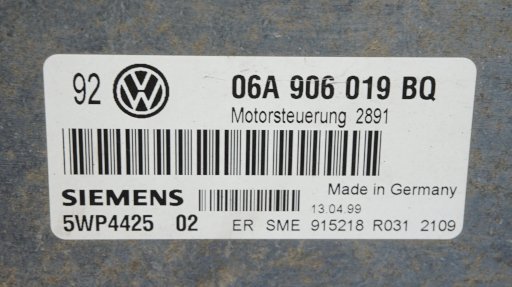 92 VW 06A 906 019 BQ
Motorsteuerung 2891
SIEMENS Made in Germany
13.04.99
5WP4425 02 ER SME 915218 R031 2109